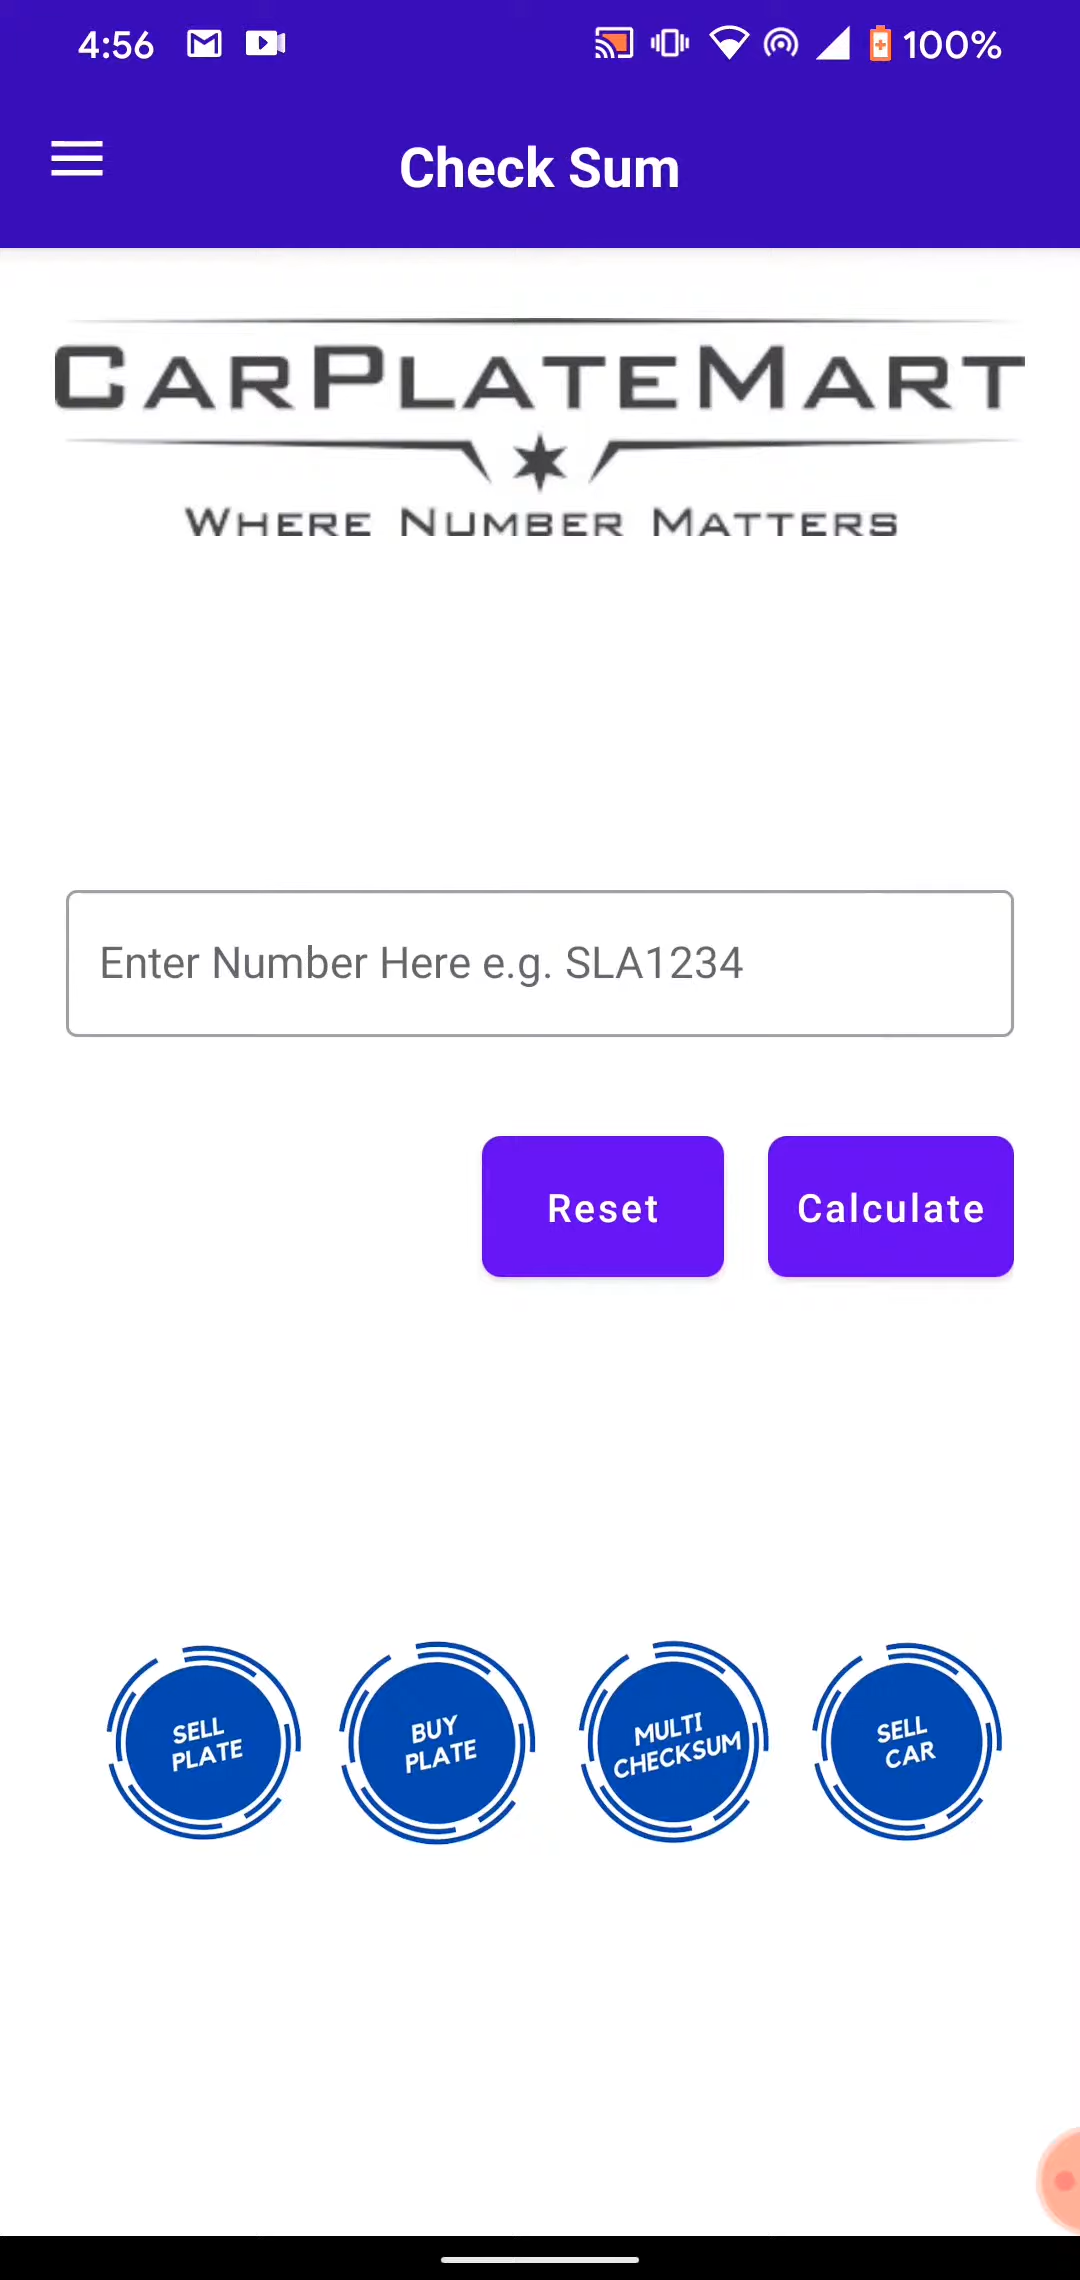 4:56
100%
Check Sum
CARPLATEMART
WHERE NUMBER MATTERS
Enter Number Here e.g. SLA1234
Reset
Calculate
SELL
PLATE
BUY
PLATE
MULTI
CHECKSUM
SELL
CAR